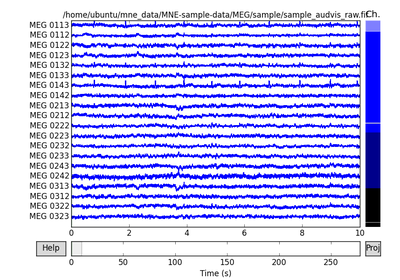 /home/ubuntu/mne_data/MNE-sample-data/MEG/sample/sample_audvis_raw.fif
Ch.
MEG 0113
MEG 0112
MEG 0122
MEG 0123
MEG 0132
MEG 0133
MEG 0143
MEG 0142
MEG 0213
MEG 0212
MEG 0222
MEG 0223
MEG 0232
MEG 0233
MEG 0243
MEG 0242
MEG 0313
MEG 0312
MEG 0322
MEG 0323
0 2 4 6 8 10
Help
Proj
50 100 150 200 250
Time (s)